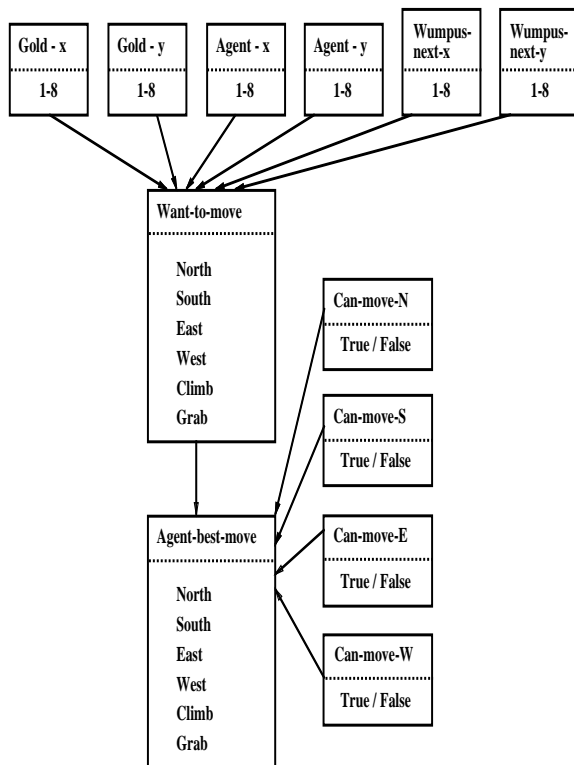 Gold - x
1-8
Gold - y
1-8
Agent - x
1-8
Agent - y
1-8
Wumpus-
next-x
1-8
Wumpus-
next-y
1-8
Want-to-move
North
South
East
West
Climb
Grab
Can-move-N
True / False
Can-move-S
True / False
Can-move-E
True / False
Can-move-W
True / False
Agent-best-move
North
South
East
West
Climb
Grab